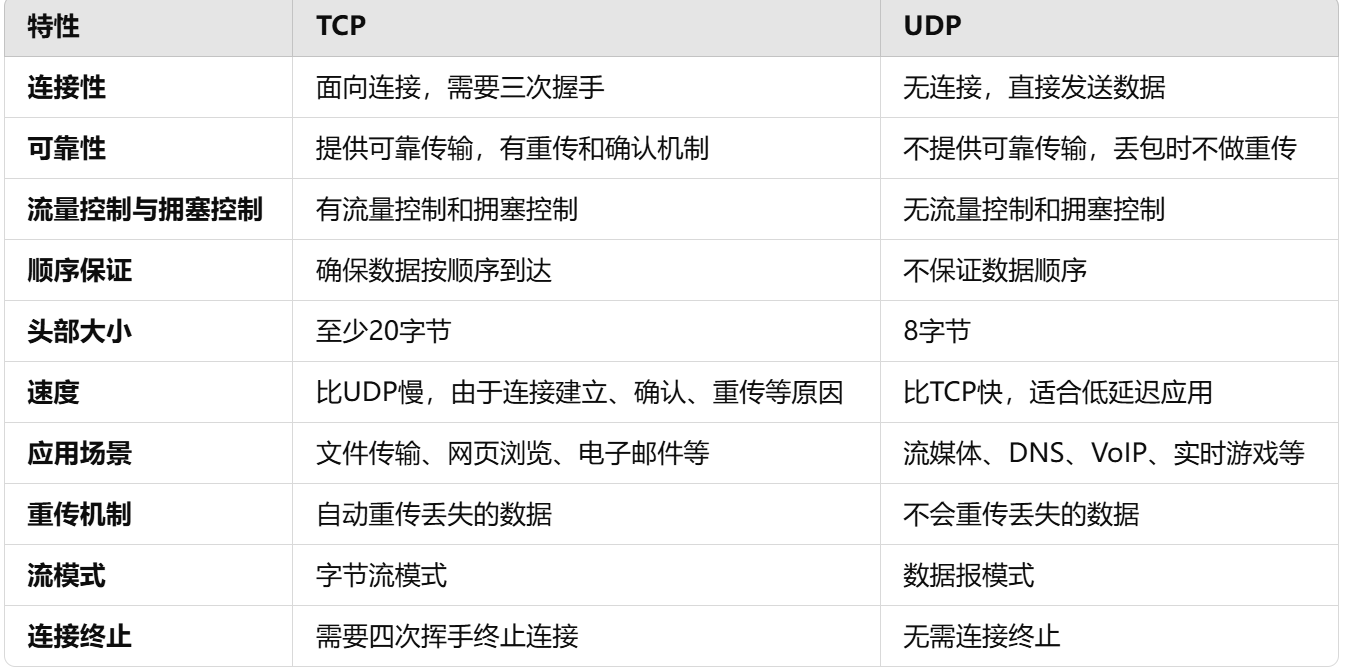 特性 TCP UDP
连接性 面向连接，需要三次握手 无连接，直接发送数据
可靠性 提供可靠传输，有重传和确认机制 不提供可靠传输，丢包时不做重传
流量控制与拥塞控制 有流量控制和拥塞控制 无流量控制和拥塞控制
顺序保证 确保数据按顺序到达 不保证数据顺序
头部大小 至少20字节 8字节
速度 比UDP慢，由于连接建立、确认、重传等原因 比TCP快，适合低延迟应用
应用场景 文件传输、网页浏览、电子邮件等 流媒体、DNS、VoIP、实时游戏等
重传机制 自动重传丢失的数据 不会重传丢失的数据
流模式 字节流模式 数据报模式
连接终止 需要四次挥手终止连接 无需连接终止